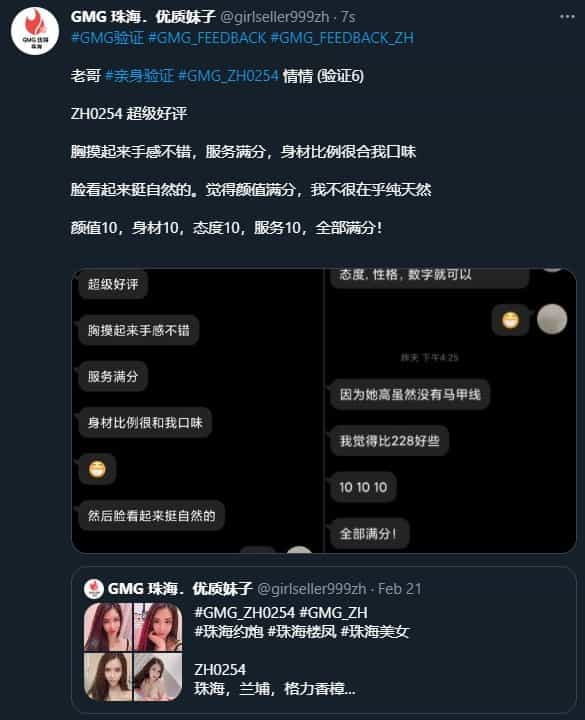 GMG 珠海．优质妹子 @girlseller999zh · 7s
#GMG验证 #GMG_FEEDBACK #GMG_FEEDBACK_ZH
老哥 #亲身验证 #GMG_ZH0254 情情 (验证6)
ZH0254 超级好评
胸摸起来手感不错，服务满分，身材比例很合我口味
脸看起来挺自然的。觉得颜值满分，我不很在乎纯天然
颜值10，身材10，态度10，服务10，全部满分！
超级好评
胸摸起来手感不错
服务满分
身材比例很和我口味
然后脸看起来挺自然的
态度, 性格, 数字就可以
昨天 下午4:25
因为她高虽然没有马甲线
我觉得比228好些
10 10 10
全部满分！
GMG 珠海．优质妹子 @girlseller999zh · Feb 21
#GMG_ZH0254 #GMG_ZH
#珠海约炮 #珠海楼凤 #珠海美女
ZH0254
珠海，兰埔，格力香樟...